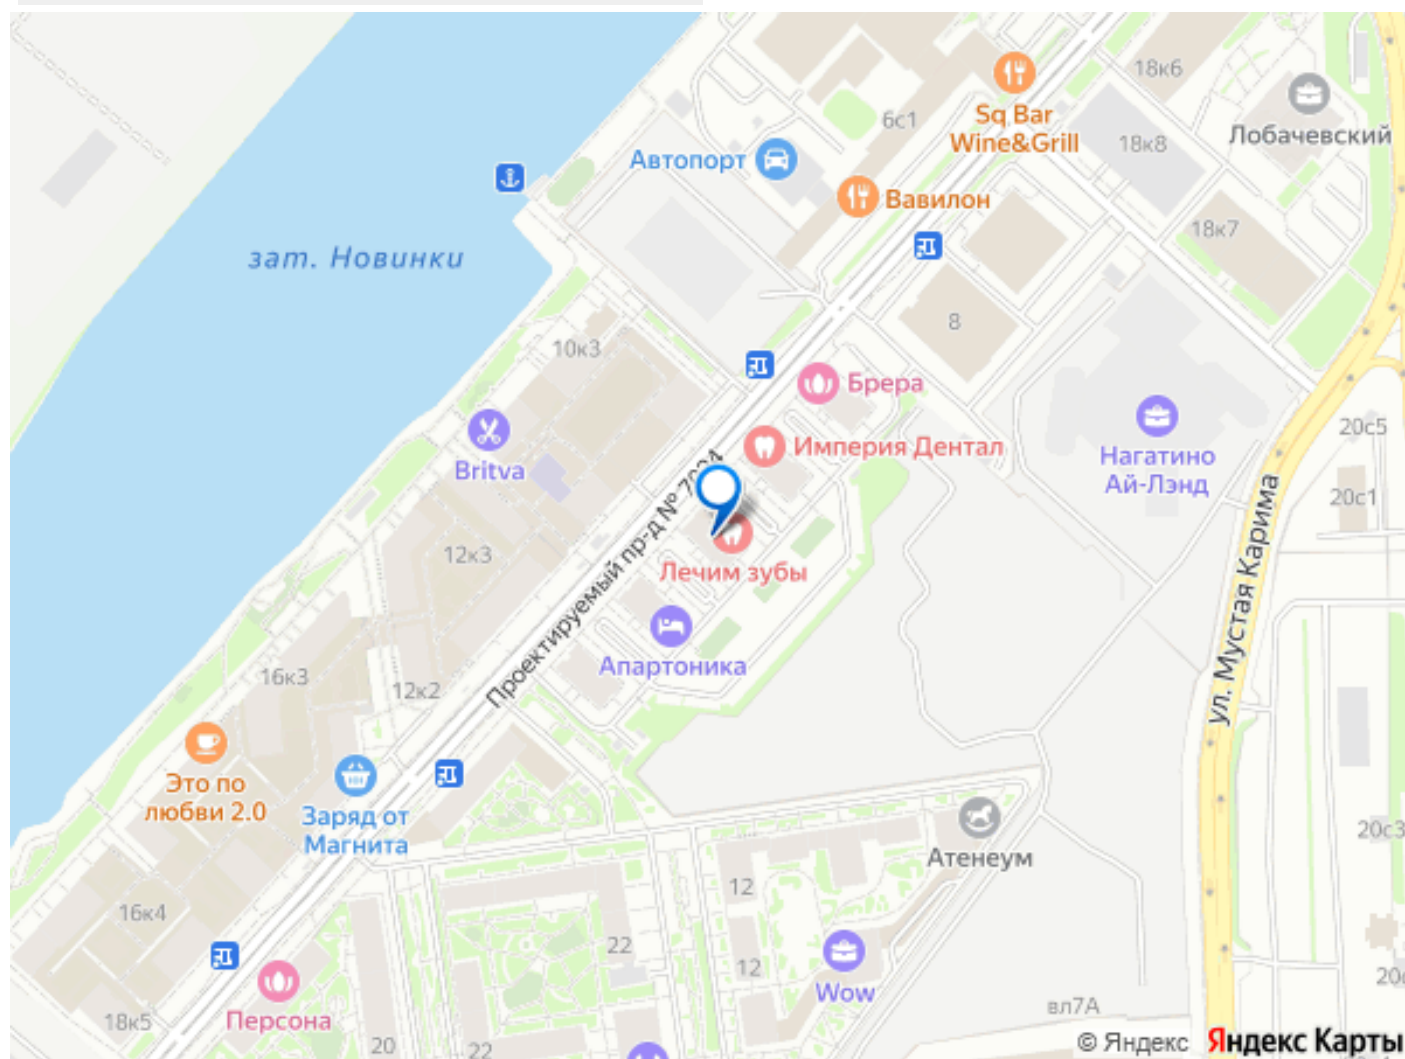 18к6
Sq Bar
Wine&Grill
6с1
18к8
Лобачевский
Автопорт
Вавилон
18к7
зат. Новинки
8
10к3
Брера
20с5
Britva
Империя Дентал
Нагатино
Ай-Лэнд
20с1
Проектируемый пр-д №
12к3
Лечим зубы
ул. Мустая Карима
Апартоника
16к3
12к2
Это по
любви 2.0
Заряд от
Магнита
20с3
Атенеум
12
16к4
22
12
Wow
вл7А
18к5
Персона
20
22
© Яндекс Яндекс Карты